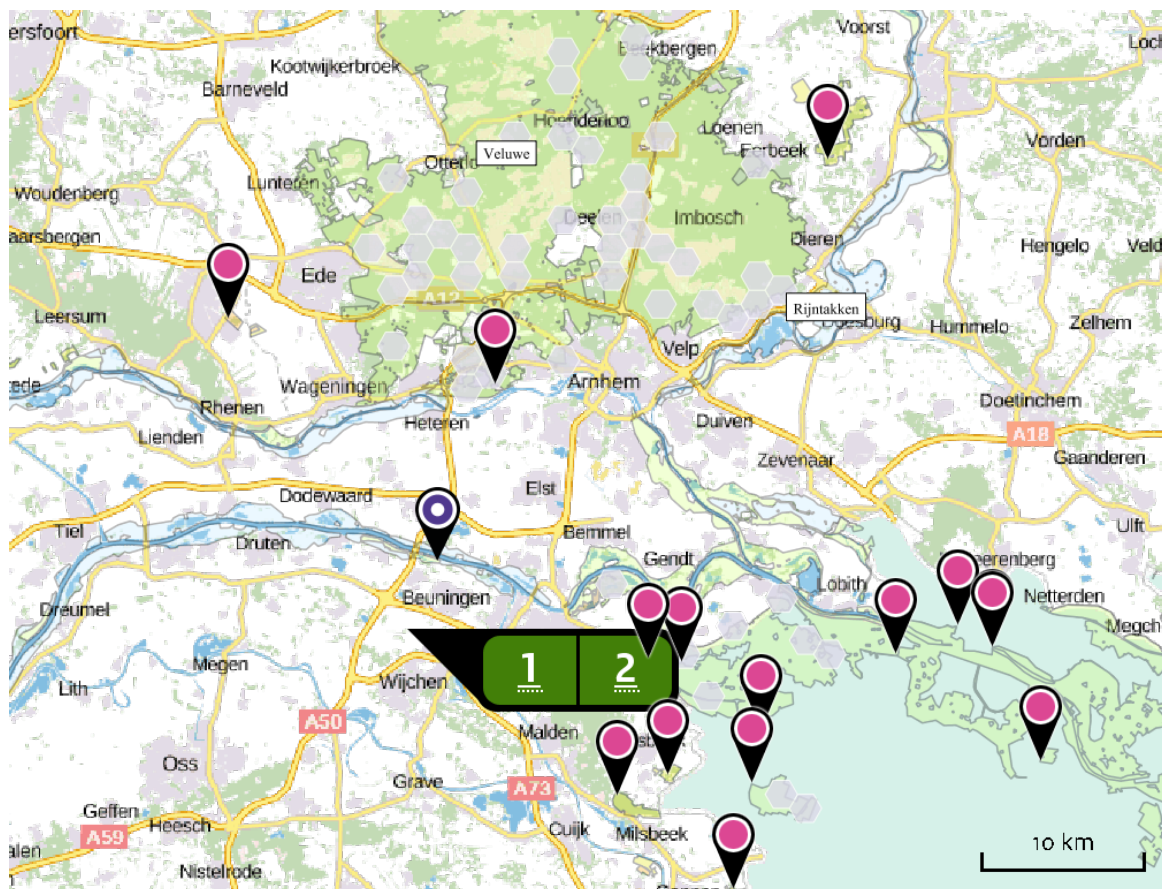 ersfoort
Voorst
Beekbergen
Loch
Kootwijkerbroek
Barneveld
Hoenderloo
Loenen
Vorden
Eerbeek
Veluwe
Otterlo
Lunteren
Woudenberg
Deelen
Imbosch
aarsbergen
Dieren
Hengelo
Veld
Ede
A12
Rijntakken
Leersum
Doesburg
Hummelo
Zelhem
Velp
rede
Wageningen
Arnhem
Rhenen
Doetinchem
Heteren
Duiven
Lienden
A18
Zevenaar
Gaanderen
Elst
Dodewaard
Tiel
Bemmel
Ulft
Druten
Gendt
eerenberg
Lobith
Beuningen
Netterden
Dreumel
Megch
1
2
Megen
Wijchen
Lith
A50
Malden
Oss
Grave
A73
Geffen
Heesch
Cuijk
Milsbeek
A59
10 km
alen
Nistelrode